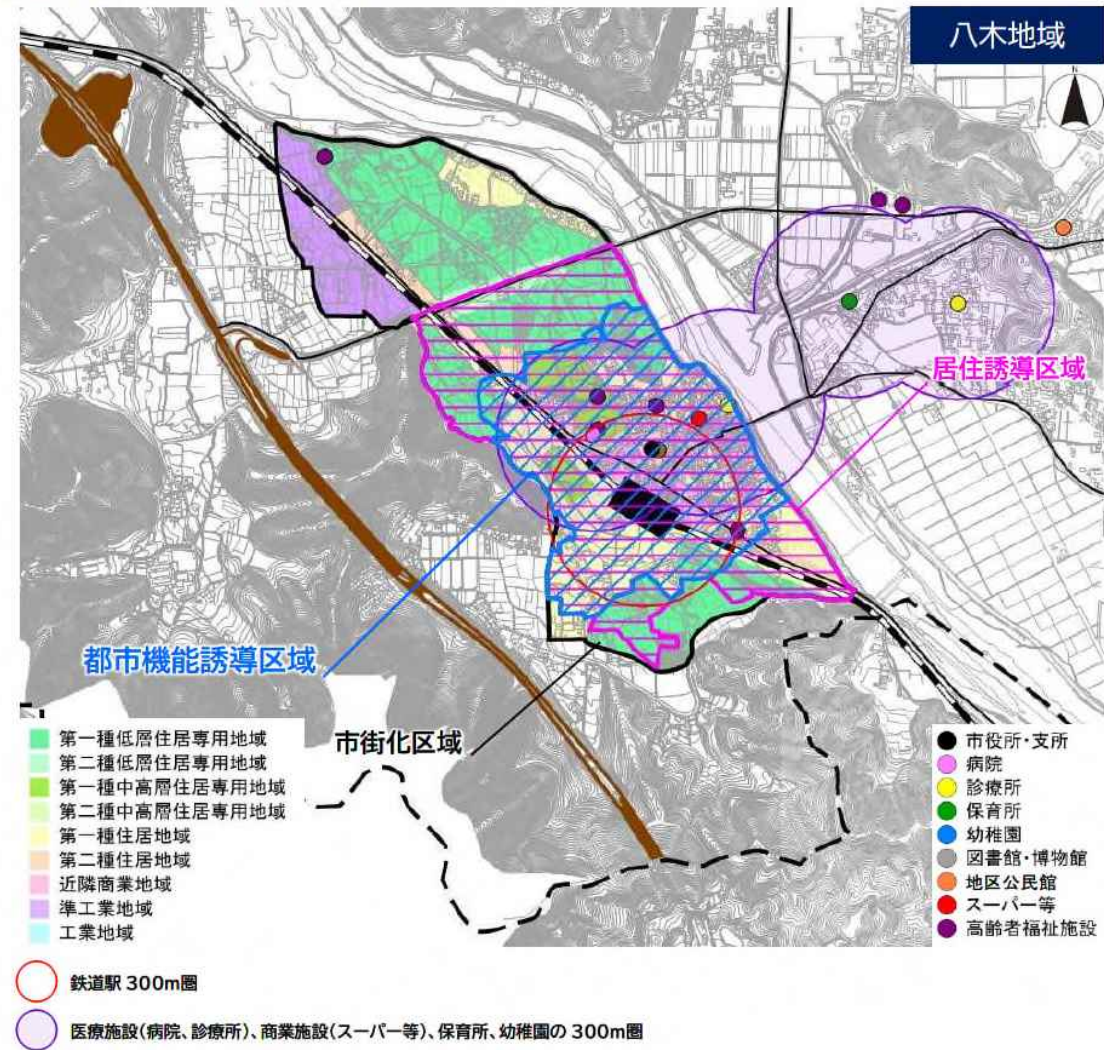 八木地域
N
居住誘導区域
都市機能誘導区域
市街化区域
第一種低層住居専用地域
第二種低層住居専用地域
第一種中高層住居専用地域
第二種中高層住居専用地域
第一種住居地域
第二種住居地域
近隣商業地域
準工業地域
工業地域
市役所・支所
病院
診療所
保育所
幼稚園
図書館・博物館
地区公民館
スーパー等
高齢者福祉施設
鉄道駅 300m圏
医療施設(病院、診療所)、商業施設(スーパー等)、保育所、幼稚園の 300m圏